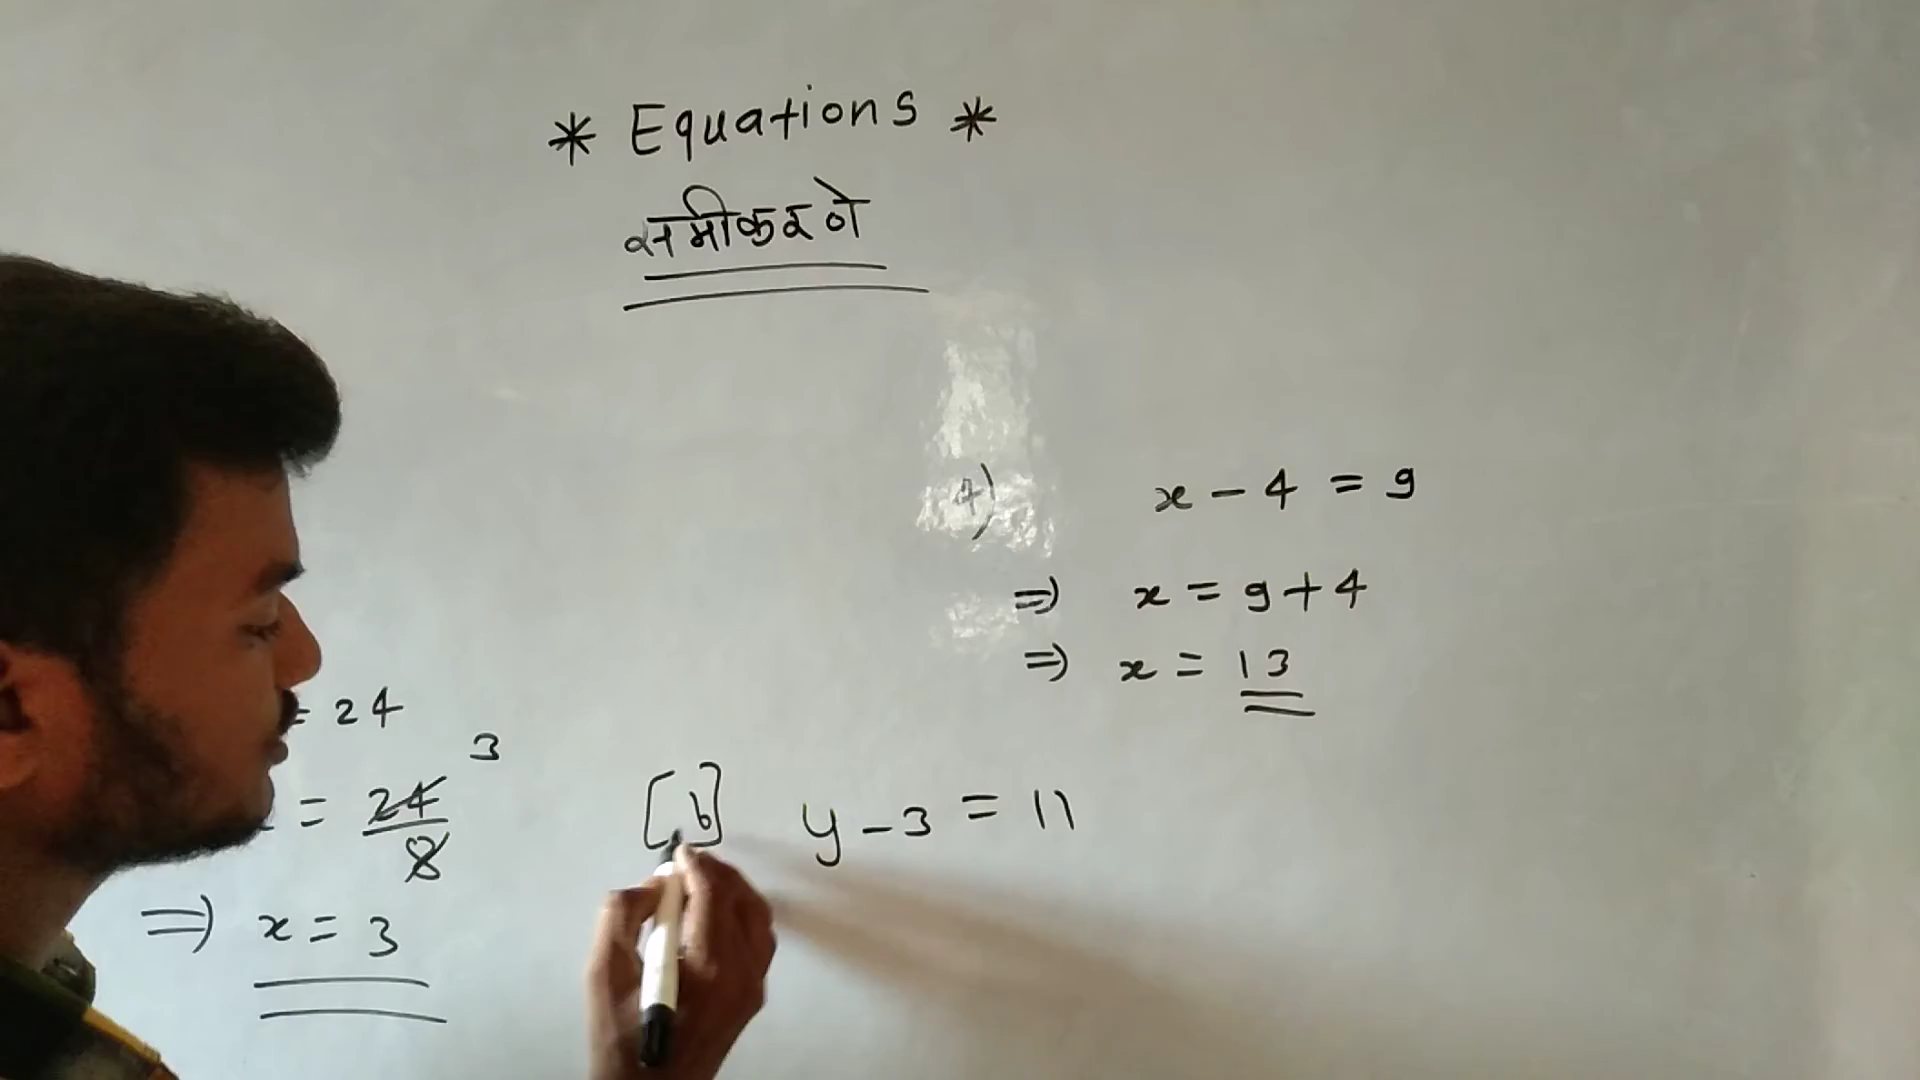 * Equations *
समीकरणे
4) x - 4 = 9
=) x = 9 + 4
=) x = 13
= 24
3
= 24
8
=) x = 3
[b] y - 3 = 11